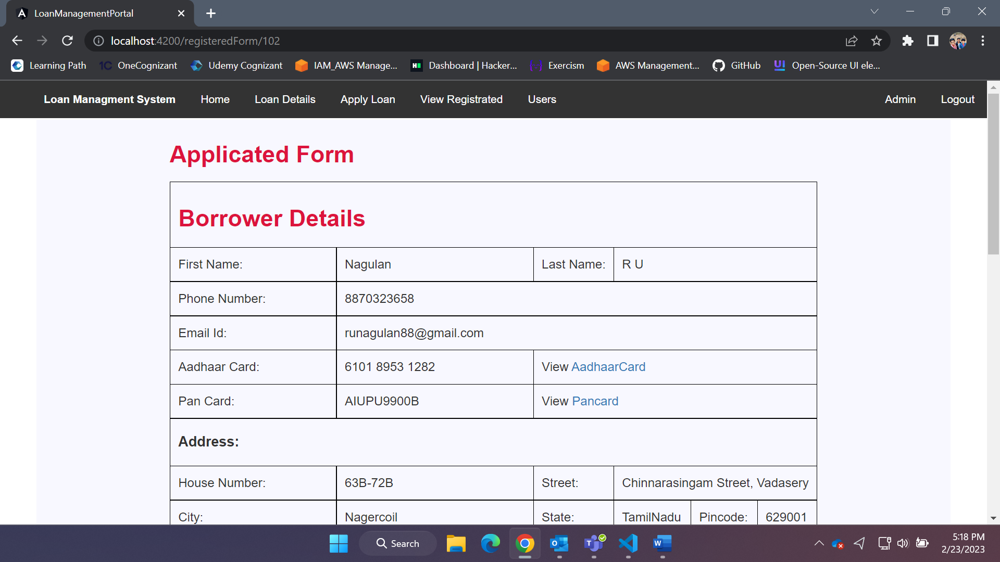 LoanManagementPortal
localhost:4200/registeredForm/102
Learning Path OneCognizant Udemy Cognizant IAM_AWS Manage... Dashboard | Hacker... Exercism AWS Management... GitHub Open-Source UI ele...
Loan Managment System Home Loan Details Apply Loan View Registrated Users Admin Logout
Applicated Form
Borrower Details
First Name: Nagulan Last Name: R U
Phone Number: 8870323658
Email Id: runagulan88@gmail.com
Aadhaar Card: 6101 8953 1282 View AadhaarCard
Pan Card: AIUPU9900B View Pancard
Address:
House Number: 63B-72B Street: Chinnarasingam Street, Vadasery
City: Nagercoil State: TamilNadu Pincode: 629001
Search
5:18 PM
2/23/2023